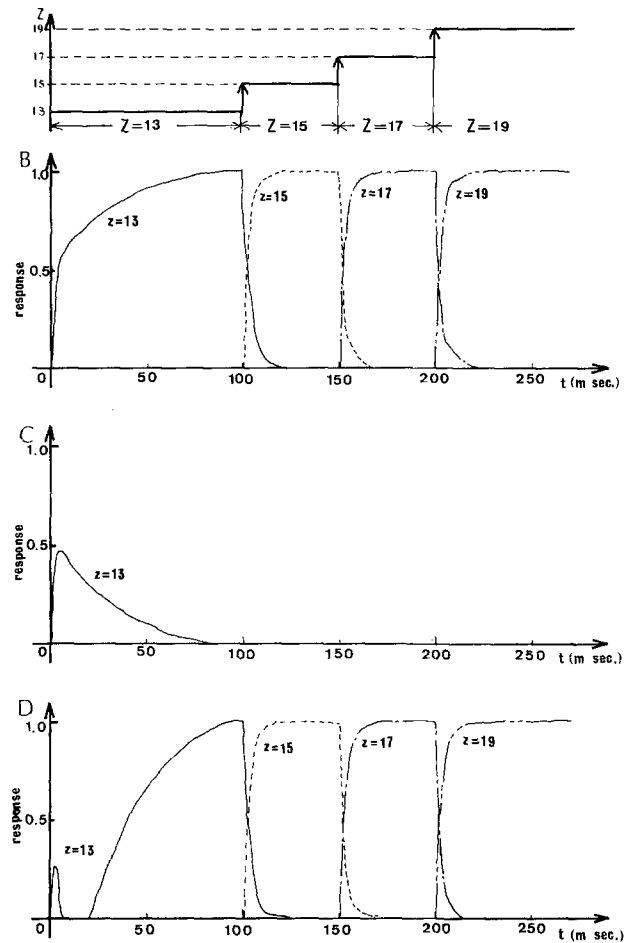 Z
19
17
15
13
Z=13 Z=15 Z=17 Z=19
B
1.0
0.5
0
response
z=13
z=15
z=17
z=19
50 100 150 200 250
t (m sec.)
C
1.0
0.5
0
response
z=13
50 100 150 200 250
t (m sec.)
D
1.0
0.5
0
response
z=13
z=15
z=17
z=19
50 100 150 200 250
t (m sec.)